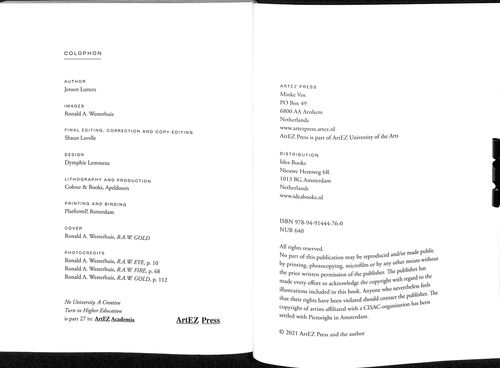 COLOPHON
AUTHOR
Jeroen Lutters
IMAGES
Ronald A. Westerhuis
FINAL EDITING, CORRECTION AND COPY-EDITING
Shaun Lavelle
DESIGN
Dymphie Lemmens
LITHOGRAPHY AND PRODUCTION
Colour & Books, Apeldoorn
PRINTING AND BINDING
PlatformP, Rotterdam
COVER
Ronald A. Westerhuis, R.A.W. GOLD
PHOTOCREDITS
Ronald A. Westerhuis, R.A.W. EYE, p. 10
Ronald A. Westerhuis, R.A.W. FIRE, p. 68
Ronald A. Westerhuis, R.A.W. GOLD, p. 112
No University. A Creative
Turn in Higher Education
is part 27 in: ArtEZ Academia
ArtEZ Press
ARTEZ PRESS
Minke Vos
PO Box 49
6800 AA Arnhem
Netherlands
www.artezpress.artez.nl
ArtEZ Press is part of ArtEZ University of the Arts
DISTRIBUTION
Idea Books
Nieuwe Hemweg 6R
1013 BG Amsterdam
Netherlands
www.ideabooks.nl
ISBN 978-94-91444-76-0
NUR 640
All rights reserved.
No part of this publication may be reproduced and/or made public
by printing, photocopying, microfilm or by any other means without
the prior written permission of the publisher. The publisher has
made every effort to acknowledge the copyright with regard to the
illustrations included in this book. Anyone who nevertheless feels
that their rights have been violated should contact the publisher. The
copyright of artists affiliated with a CISAC-organisation has been
settled with Pictoright in Amsterdam.
© 2021 ArtEZ Press and the author